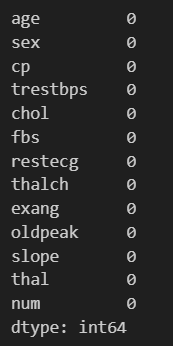 age 0
sex 0
cp 0
trestbps 0
chol 0
fbs 0
restecg 0
thalch 0
exang 0
oldpeak 0
slope 0
thal 0
num 0
dtype: int64